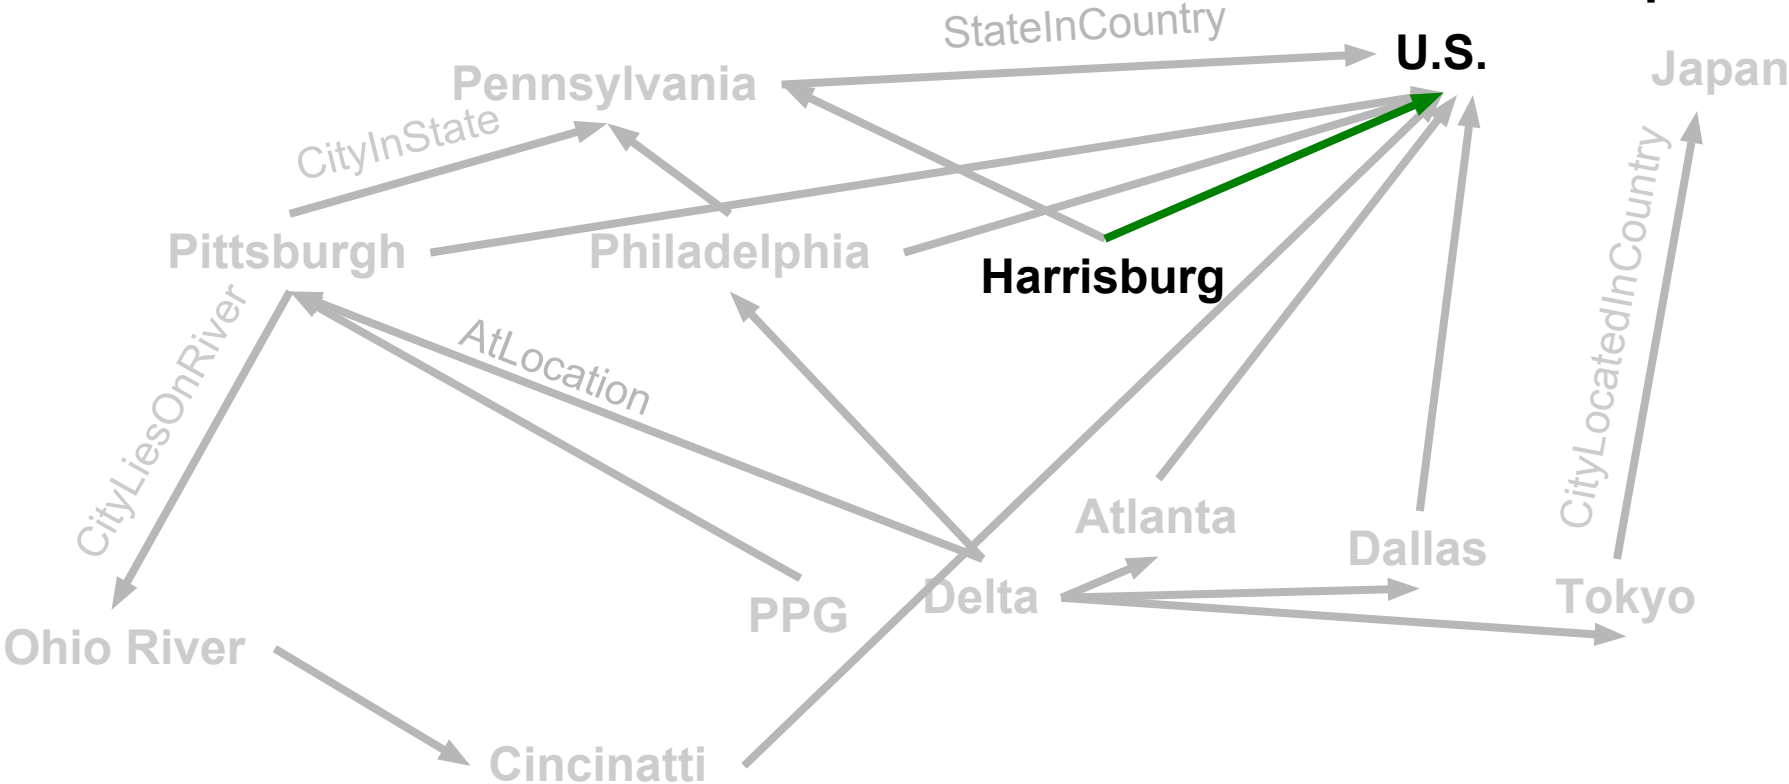 StateInCountry
U.S.
Japan
Pennsylvania
CityInState
CityLocatedInCountry
Pittsburgh
Philadelphia
Harrisburg
CityLiesOnRiver
AtLocation
Atlanta
Dallas
Delta
Tokyo
PPG
Ohio River
Cincinatti